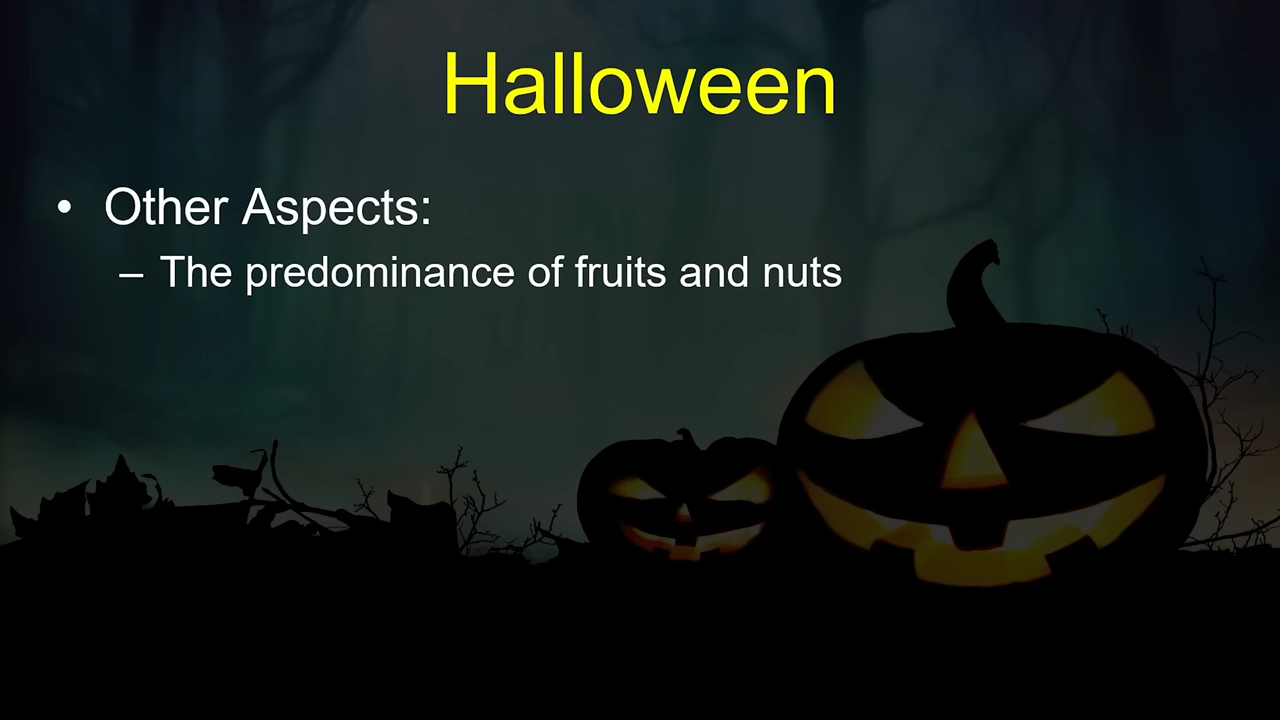 Halloween
• Other Aspects:
– The predominance of fruits and nuts